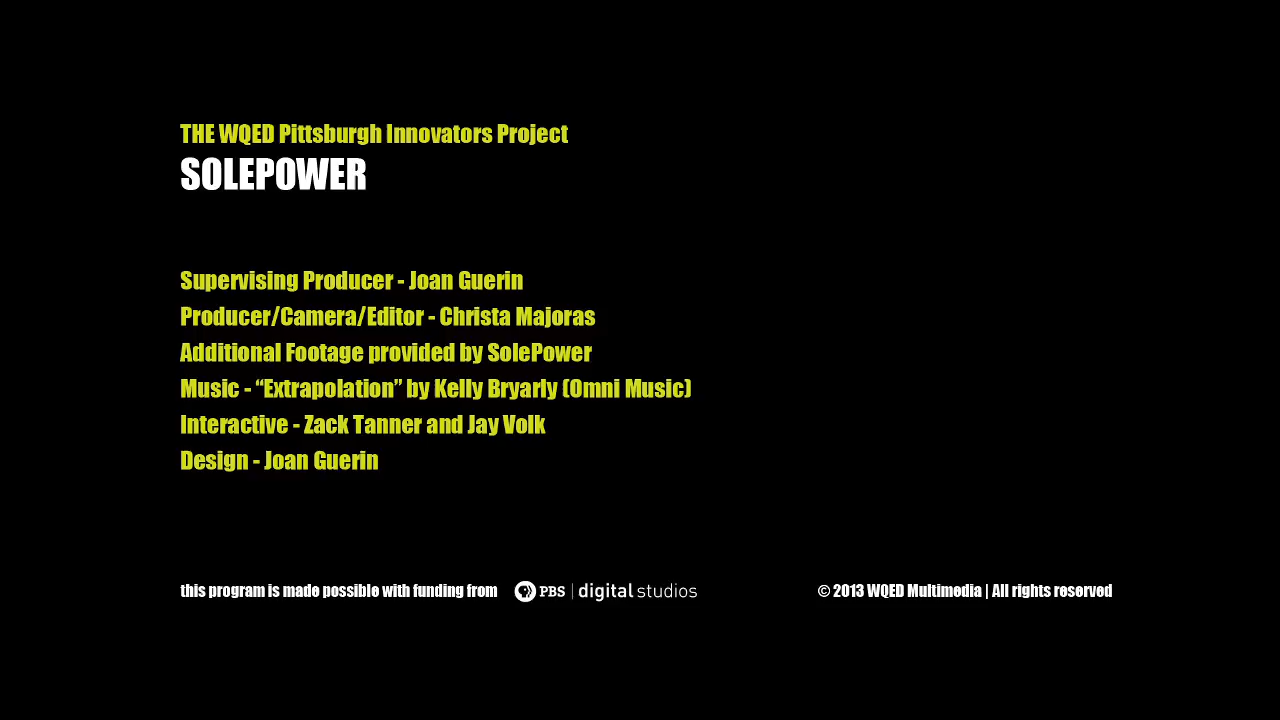 THE WQED Pittsburgh Innovators Project
SOLEPOWER
Supervising Producer - Joan Guerin
Producer/Camera/Editor - Christa Majoras
Additional Footage provided by SolePower
Music - “Extrapolation” by Kelly Bryarly (Omni Music)
Interactive - Zack Tanner and Jay Volk
Design - Joan Guerin
this program is made possible with funding from PBS | digital studios
© 2013 WQED Multimedia | All rights reserved